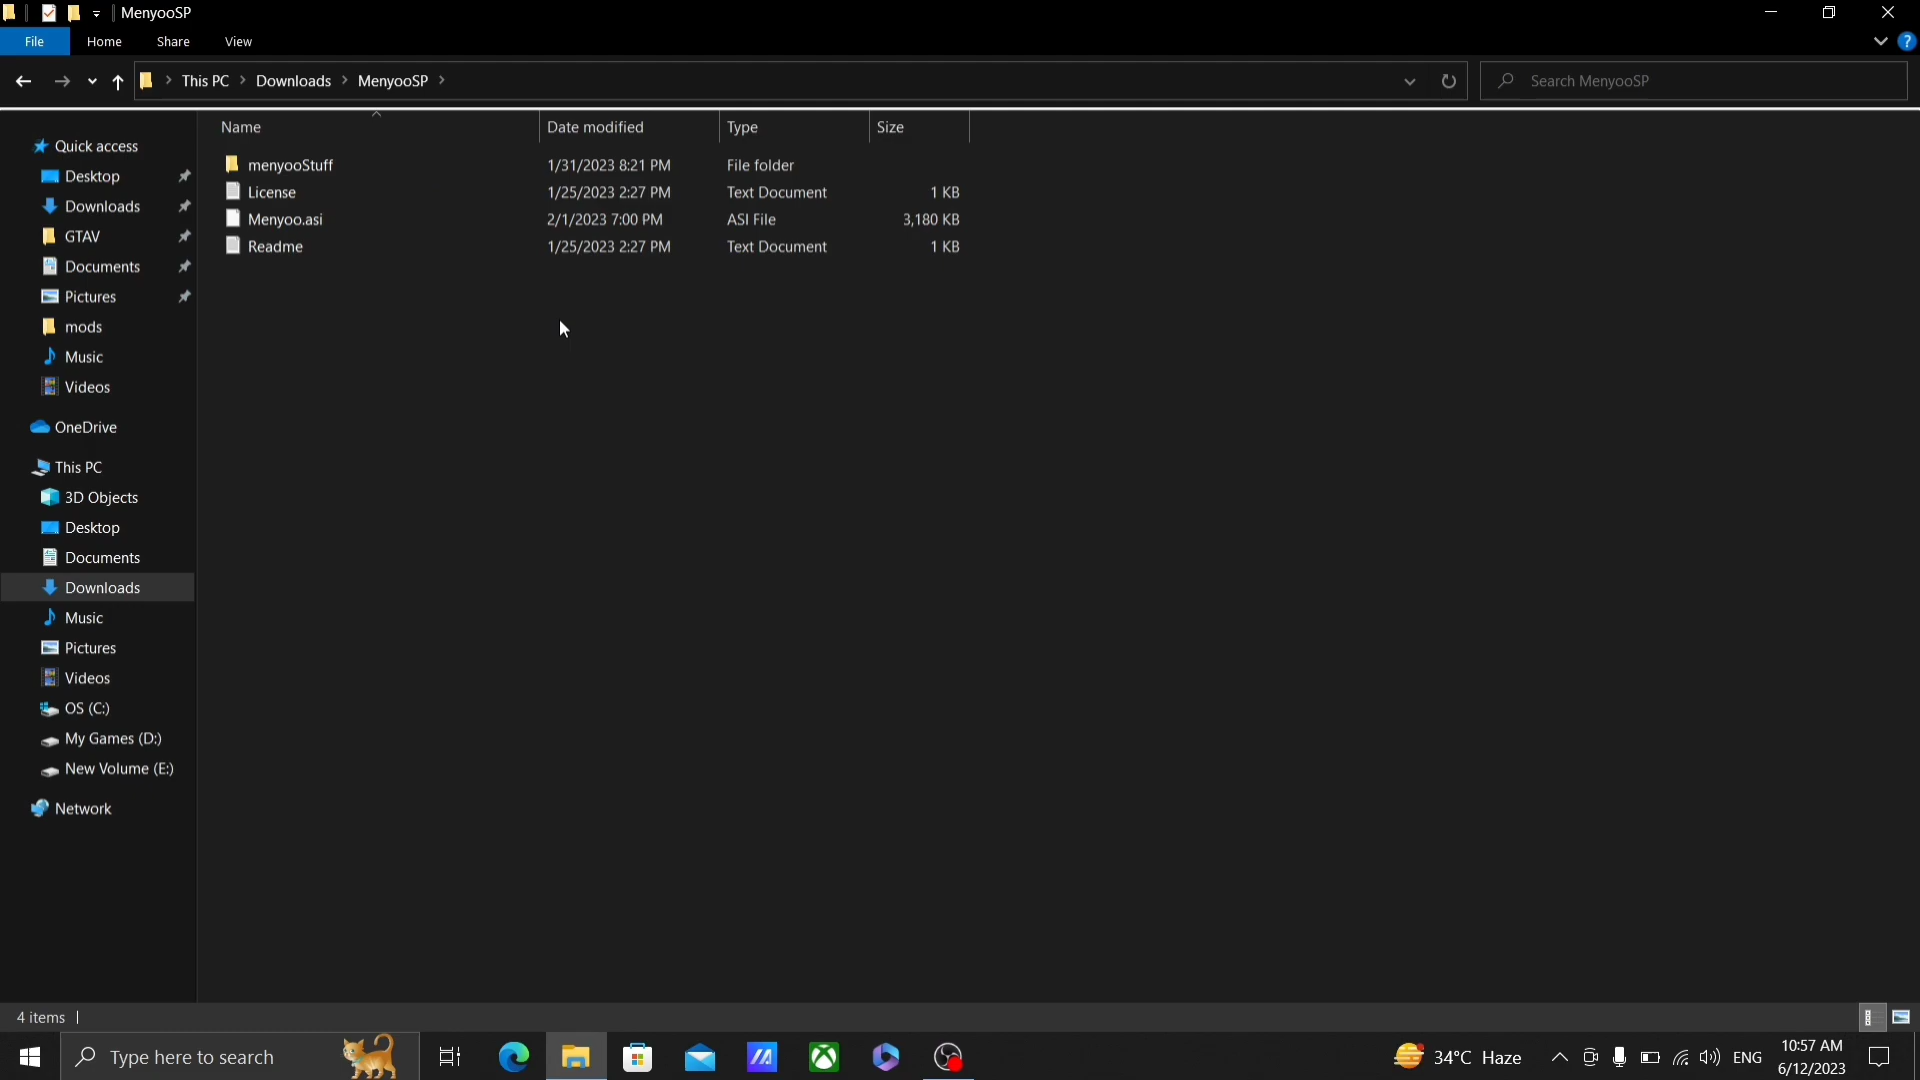 MenyooSP
File Home Share View
This PC Downloads MenyooSP Search MenyooSP
Name Date modified Type Size
menyooStuff 1/31/2023 8:21 PM File folder
License 1/25/2023 2:27 PM Text Document 1 KB
Menyoo.asi 2/1/2023 7:00 PM ASI File 3,180 KB
Readme 1/25/2023 2:27 PM Text Document 1 KB
Quick access
Desktop
Downloads
GTAV
Documents
Pictures
mods
Music
Videos
OneDrive
This PC
3D Objects
Desktop
Documents
Downloads
Music
Pictures
Videos
OS (C:)
My Games (D:)
New Volume (E:)
Network
4 items
Type here to search
34°C Haze
ENG
10:57 AM
6/12/2023